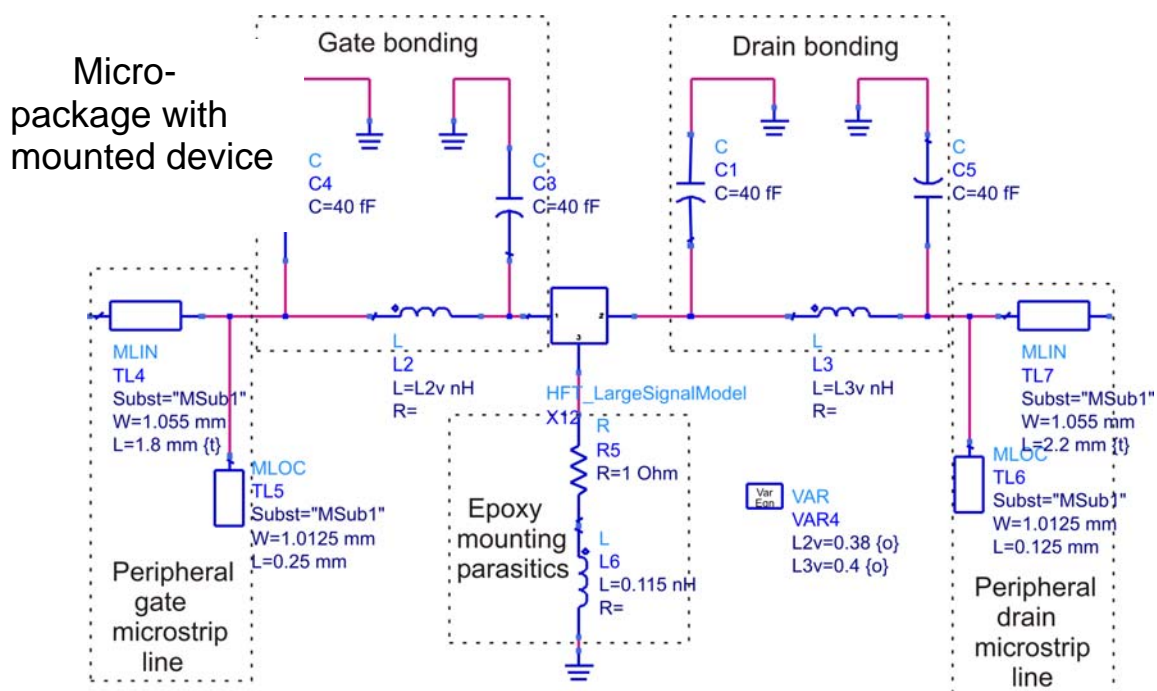 Micro-
package with
mounted device
Gate bonding
C
C4
C=40 fF
C
C3
C=40 fF
Drain bonding
C
C1
C=40 fF
C
C5
C=40 fF
MLIN
TL4
Subst="MSub1"
W=1.055 mm
L=1.8 mm {t}
MLOC
TL5
Subst="MSub1"
W=1.0125 mm
L=0.25 mm
Peripheral
gate
microstrip
line
L
L2
L=L2v nH
R=
1
2
3
HFT_LargeSignalModel
X12
R
R5
R=1 Ohm
Epoxy
mounting
parasitics
L
L6
L=0.115 nH
R=
L
L3
L=L3v nH
R=
Var
Eqn
VAR
VAR4
L2v=0.38 {o}
L3v=0.4 {o}
MLIN
TL7
Subst="MSub1"
W=1.055 mm
L=2.2 mm {t}
MLOC
TL6
Subst="MSub1"
W=1.0125 mm
L=0.125 mm
Peripheral
drain
microstrip
line